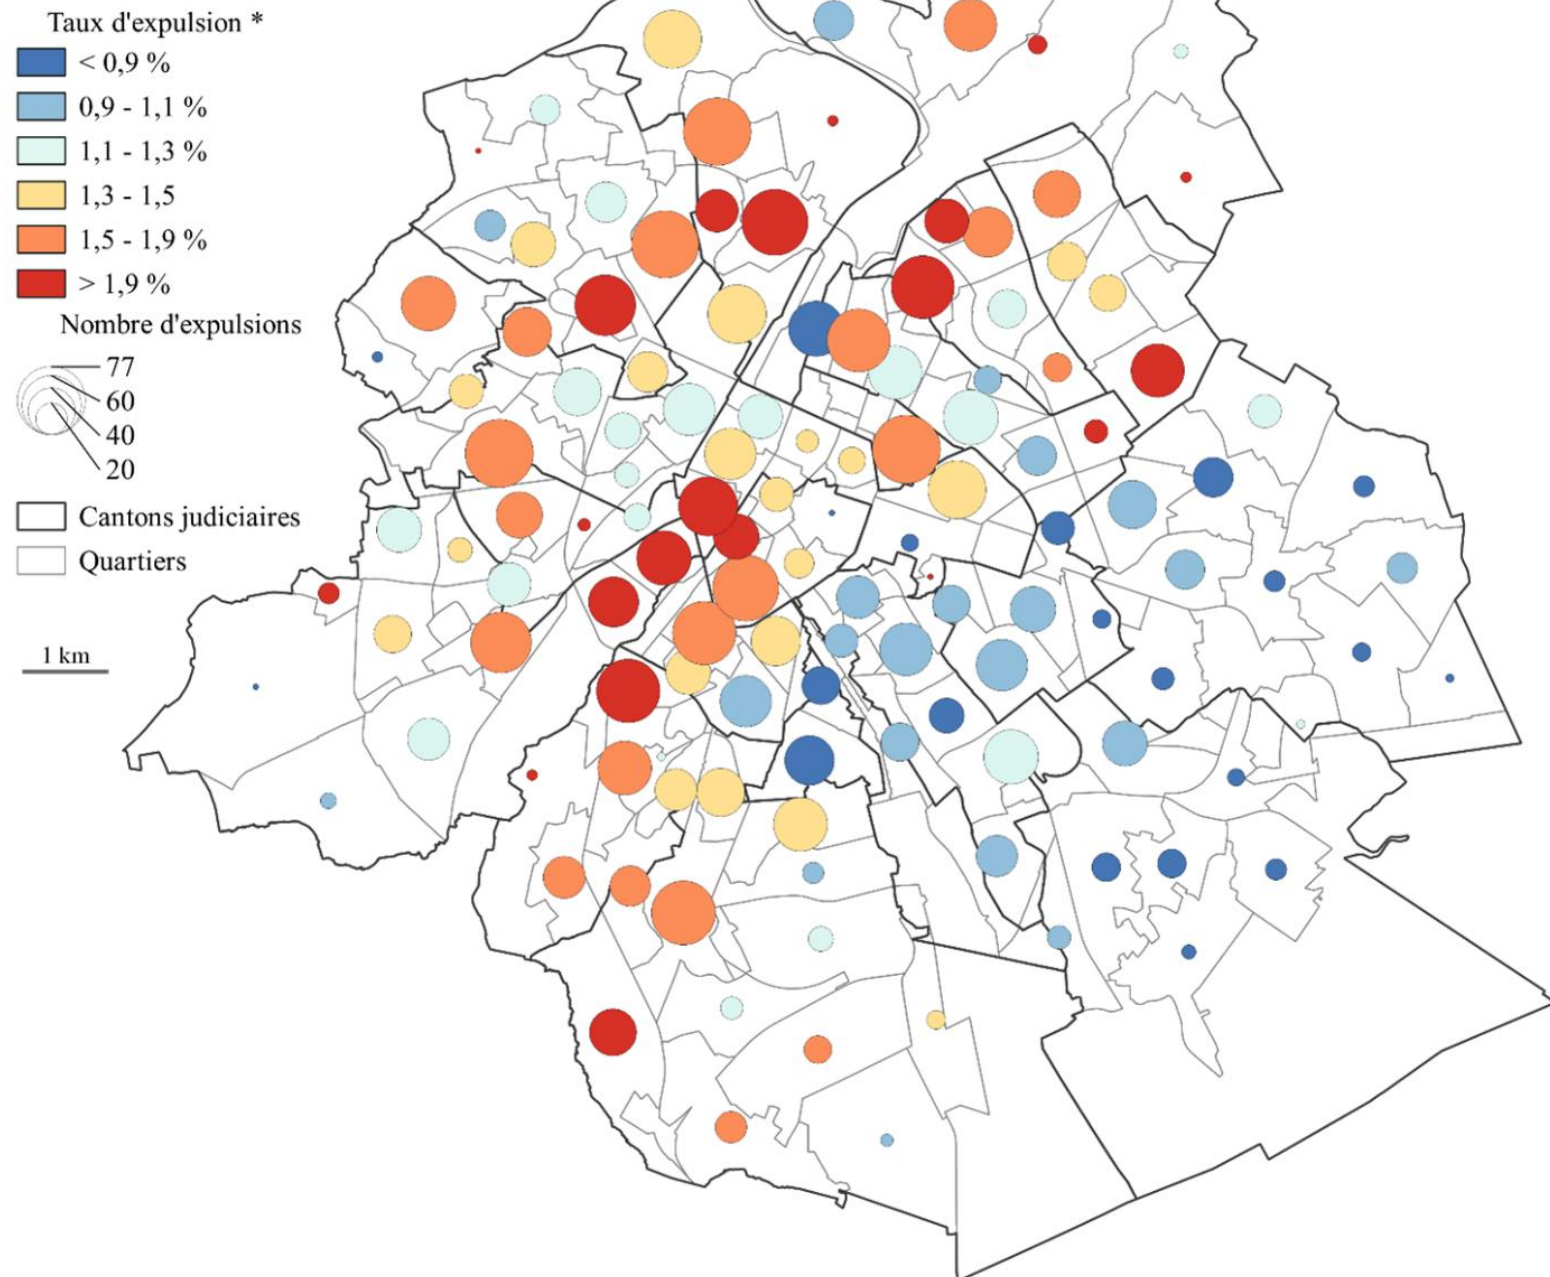 Taux d'expulsion *
< 0,9 %
0,9 - 1,1 %
1,1 - 1,3 %
1,3 - 1,5
1,5 - 1,9 %
> 1,9 %
Nombre d'expulsions
77
60
40
20
Cantons judiciaires
Quartiers
1 km